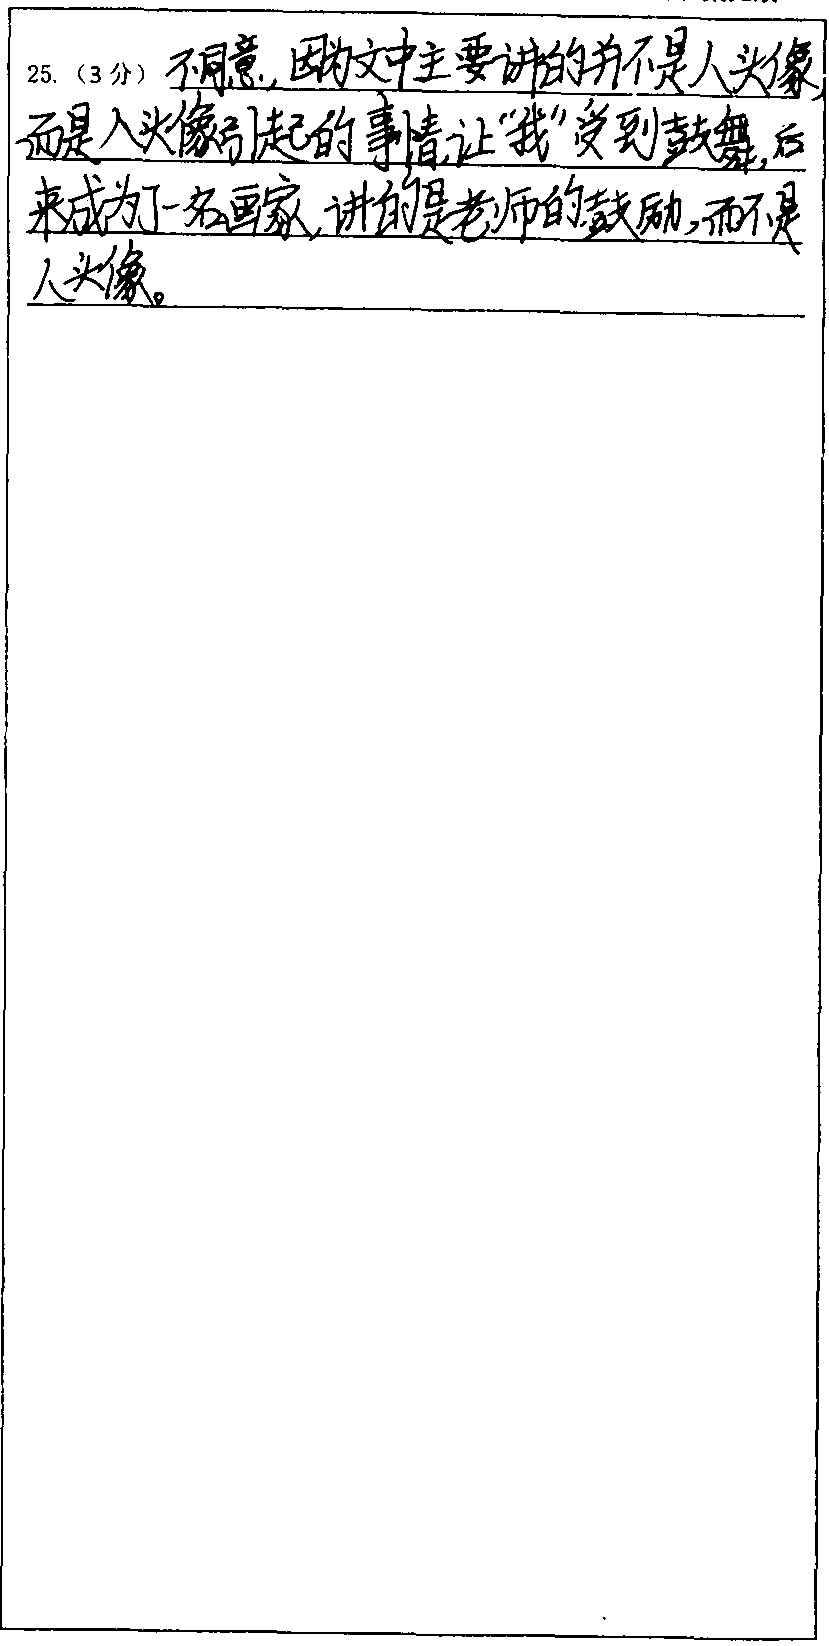 25.（3分）不同意，因为文中主要讲的并不是人头像，
而是人头像引起的事情，让“我”受到鼓舞，后
来成为了一名画家，讲的是老师的鼓励，而不是
人头像。